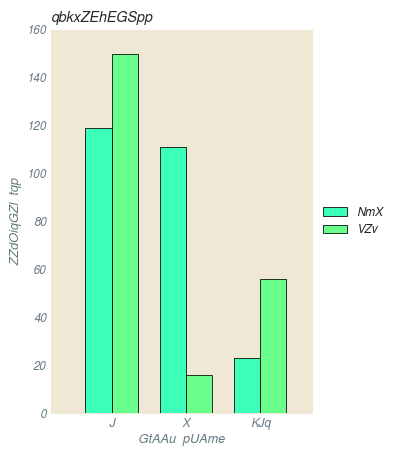 qbkxZEhEGSpp
160
140
120
100
80
60
40
20
0
ZZdOiqGZl tqp
J X KJq
GtAAu pUAme
NmX
VZv